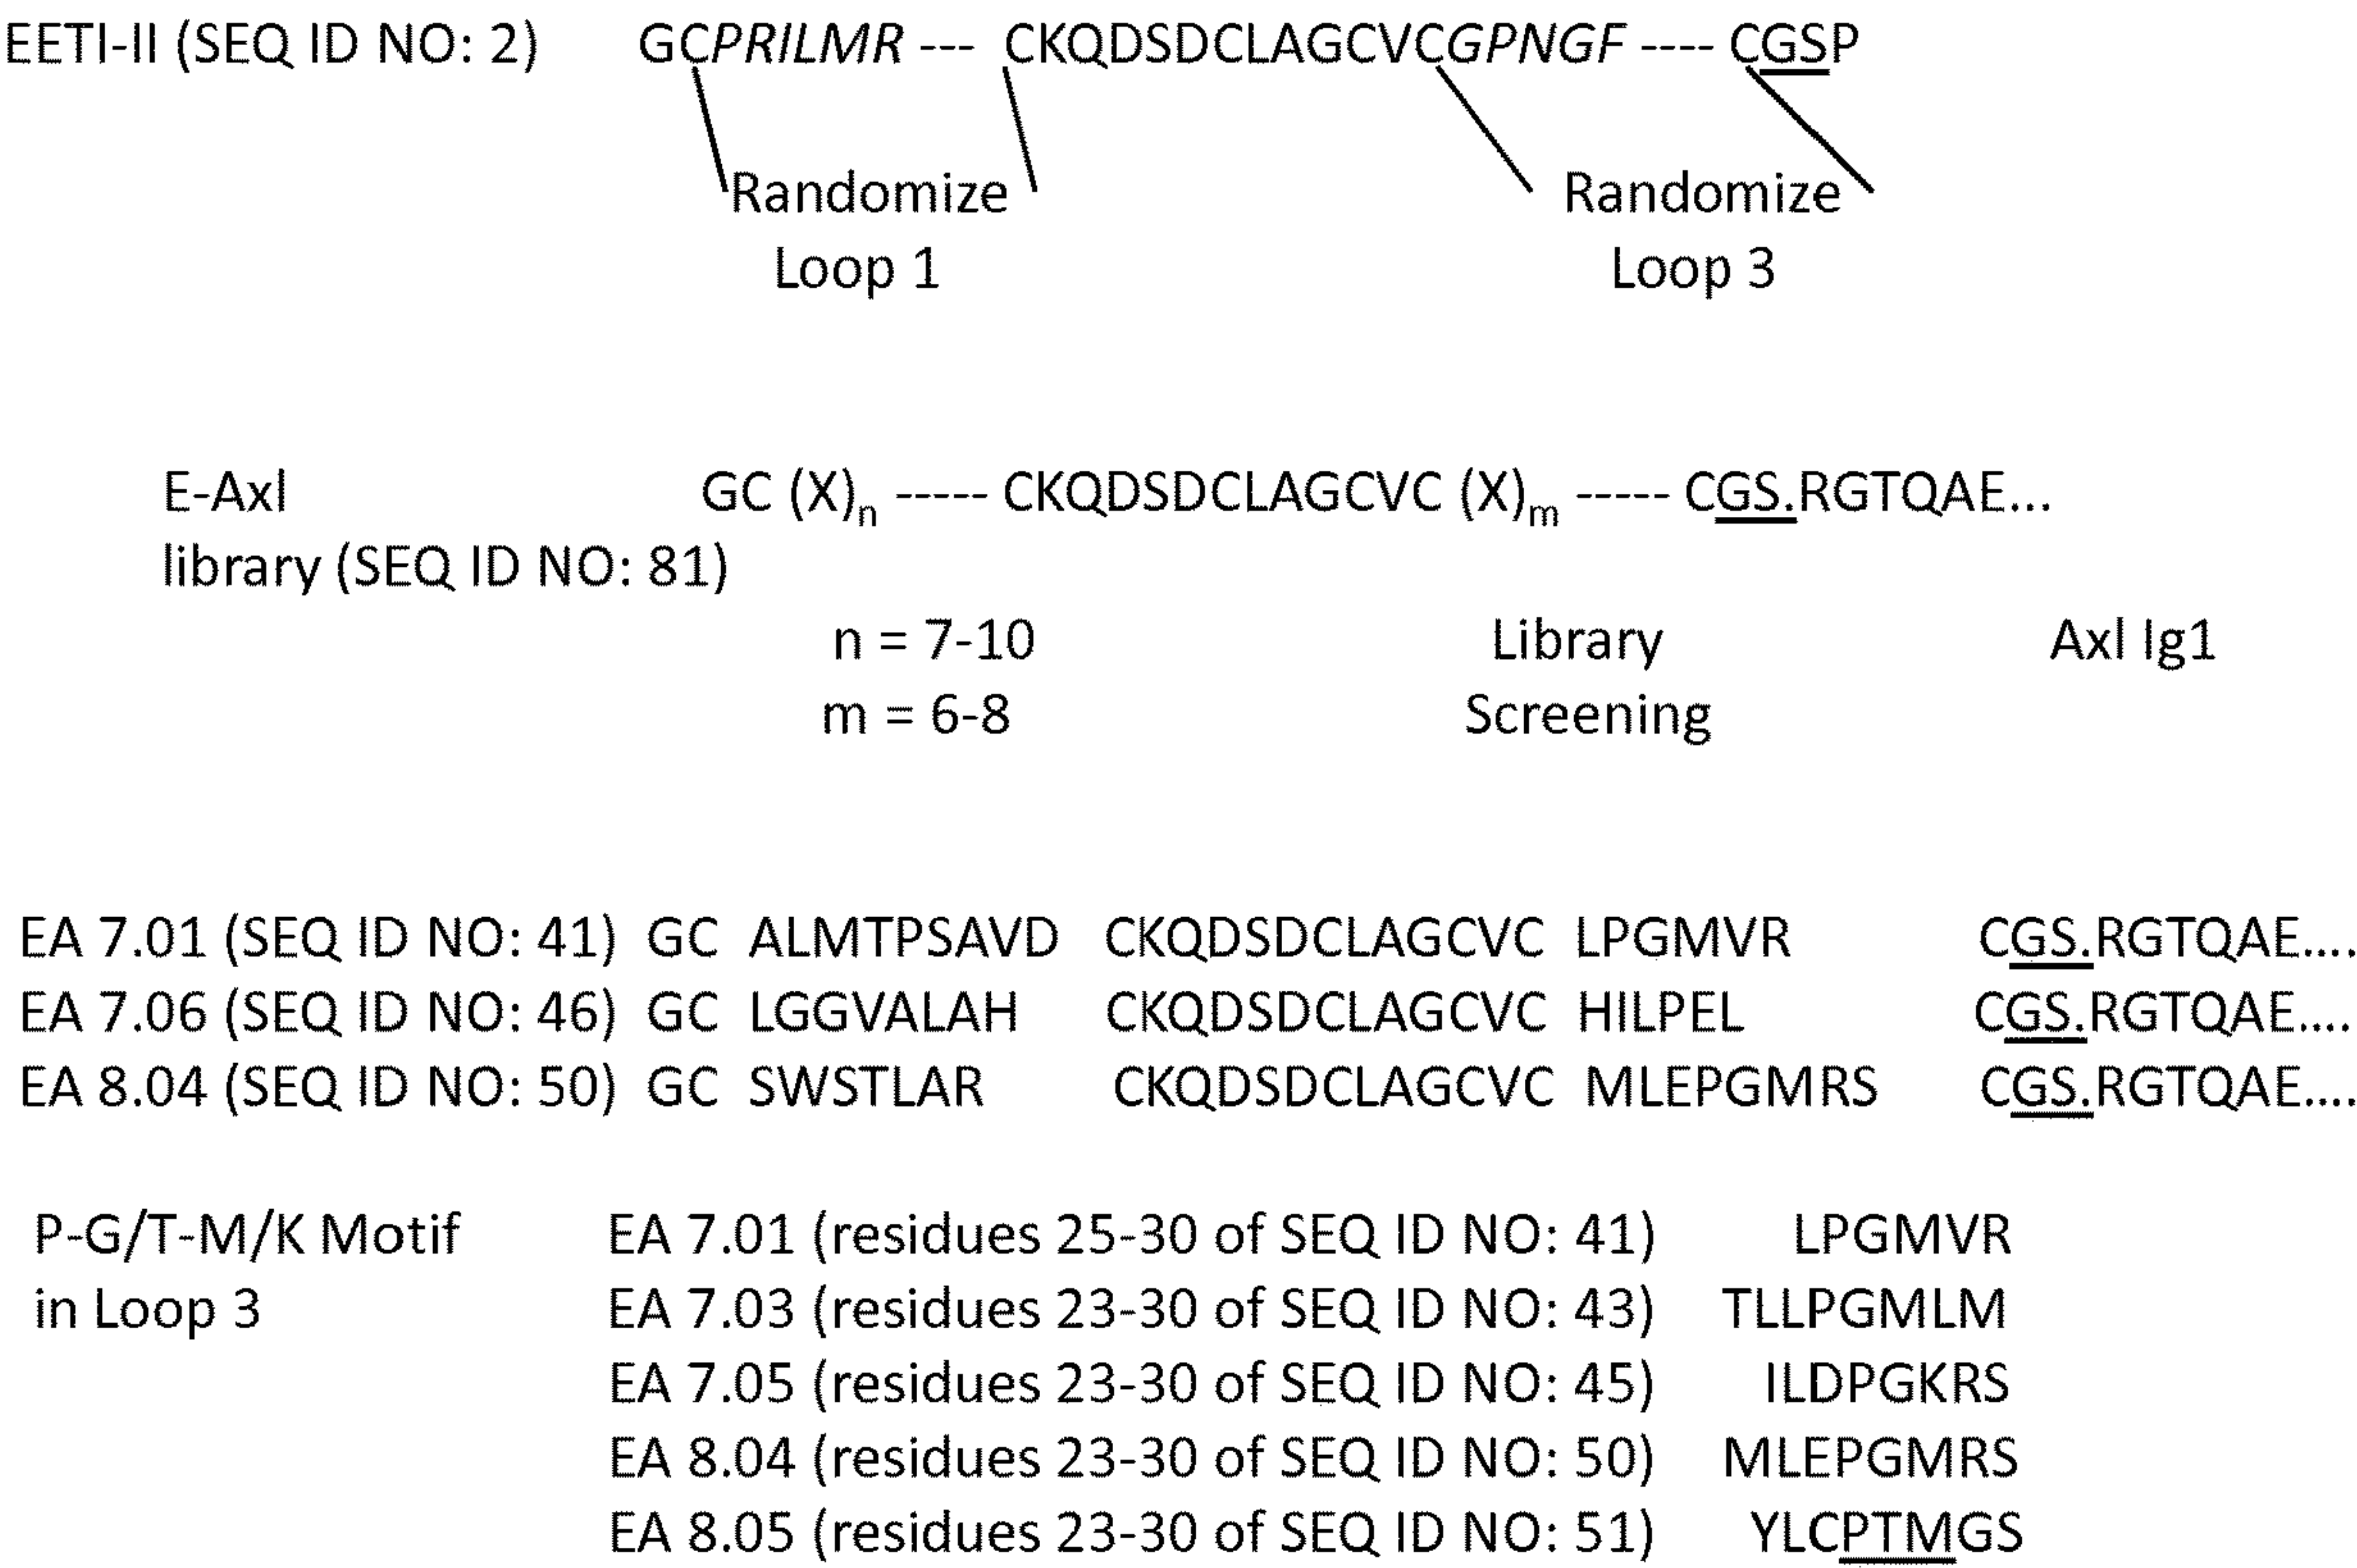 EETI-II (SEQ ID NO: 2) GCPRILMR --- CKQDSDCLAGCVCGPNGF ---- CGSP
Randomize Randomize
Loop 1 Loop 3
E-Axl GC (X)n ----- CKQDSDCLAGCVC (X)m ----- CGS.RGTQAE...
library (SEQ ID NO: 81)
n = 7-10 Library Axl Ig1
m = 6-8 Screening
EA 7.01 (SEQ ID NO: 41) GC ALMTPSAVD CKQDSDCLAGCVC LPGMVR CGS.RGTQAE....
EA 7.06 (SEQ ID NO: 46) GC LGGVALAH CKQDSDCLAGCVC HILPEL CGS.RGTQAE....
EA 8.04 (SEQ ID NO: 50) GC SWSTLAR CKQDSDCLAGCVC MLEPGMRS CGS.RGTQAE....
P-G/T-M/K Motif EA 7.01 (residues 25-30 of SEQ ID NO: 41) LPGMVR
in Loop 3 EA 7.03 (residues 23-30 of SEQ ID NO: 43) TLLPGMLM
EA 7.05 (residues 23-30 of SEQ ID NO: 45) ILDPGKRS
EA 8.04 (residues 23-30 of SEQ ID NO: 50) MLEPGMRS
EA 8.05 (residues 23-30 of SEQ ID NO: 51) YLCPTMGS